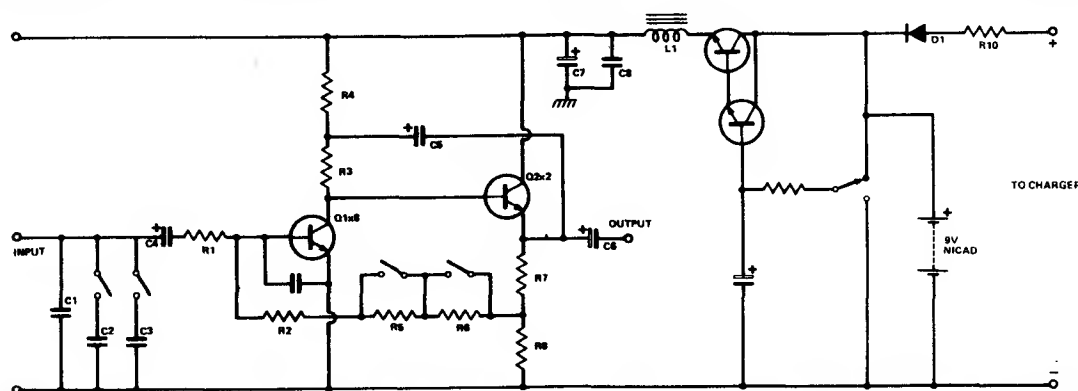 L1
D1
R10
+
+
C7
C8
R4
+
C5
R3
Q2x2
TO CHARGER
Q1x8
OUTPUT
+
INPUT
C4
R1
+
C6
+
9V
NICAD
+
R7
C1
C2
C3
R2
R5
R6
R8
−